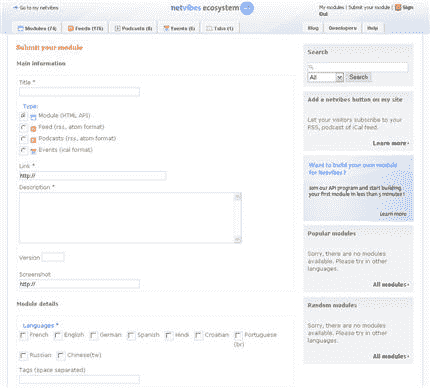 Go to my netvibes
netvibes ecosystem
My modules | Submit your module | Sign Out
Modules (74)
Feeds (175)
Podcasts (8)
Events (6)
Tabs (1)
Blog
Developers
Help
Submit your module
Main information
Title *
Type:
Module (HTML API)
Feed (rss, atom format)
Podcasts (rss, atom format)
Events (ical format)
Link *
http://
Description *
Version
Screenshot
http://
Module details
Languages *
French
English
German
Spanish
Hindi
Croatian
Portuguese (br)
Russian
Chinese(tw)
Tags (space separated)
Search
All
Search
Add a netvibes button on my site
Let your visitors subscribe to your
RSS, podcast of iCal feed.
Learn more
Want to build your own module
for Netvibes ?
Join our API program and start building
your first module in less then 5 minutes !
Learn more
Popular modules
Sorry, there are no modules
available. Please try in other
languages.
All modules
Random modules
Sorry, there are no modules
available. Please try in other
languages.
All modules